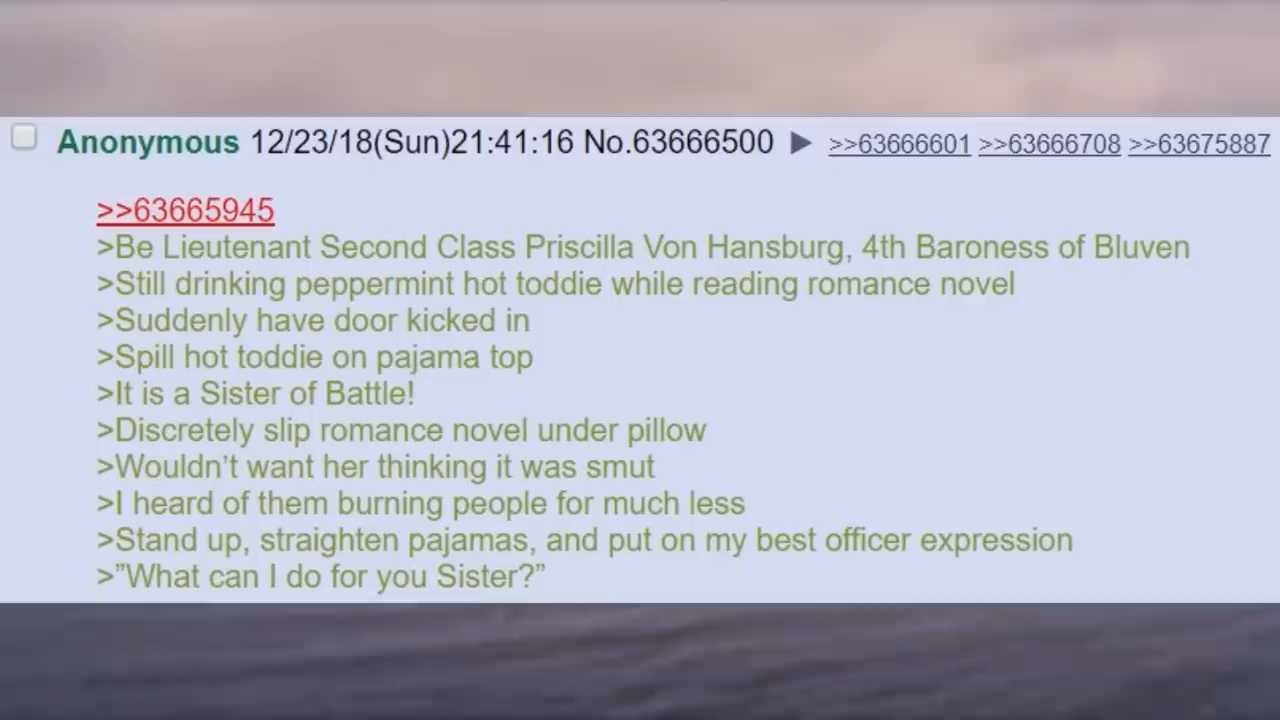 Anonymous 12/23/18(Sun)21:41:16 No.63666500 ▶ >>63666601 >>63666708 >>63675887
>>63665945
>Be Lieutenant Second Class Priscilla Von Hansburg, 4th Baroness of Bluven
>Still drinking peppermint hot toddie while reading romance novel
>Suddenly have door kicked in
>Spill hot toddie on pajama top
>It is a Sister of Battle!
>Discretely slip romance novel under pillow
>Wouldn’t want her thinking it was smut
>I heard of them burning people for much less
>Stand up, straighten pajamas, and put on my best officer expression
>”What can I do for you Sister?”